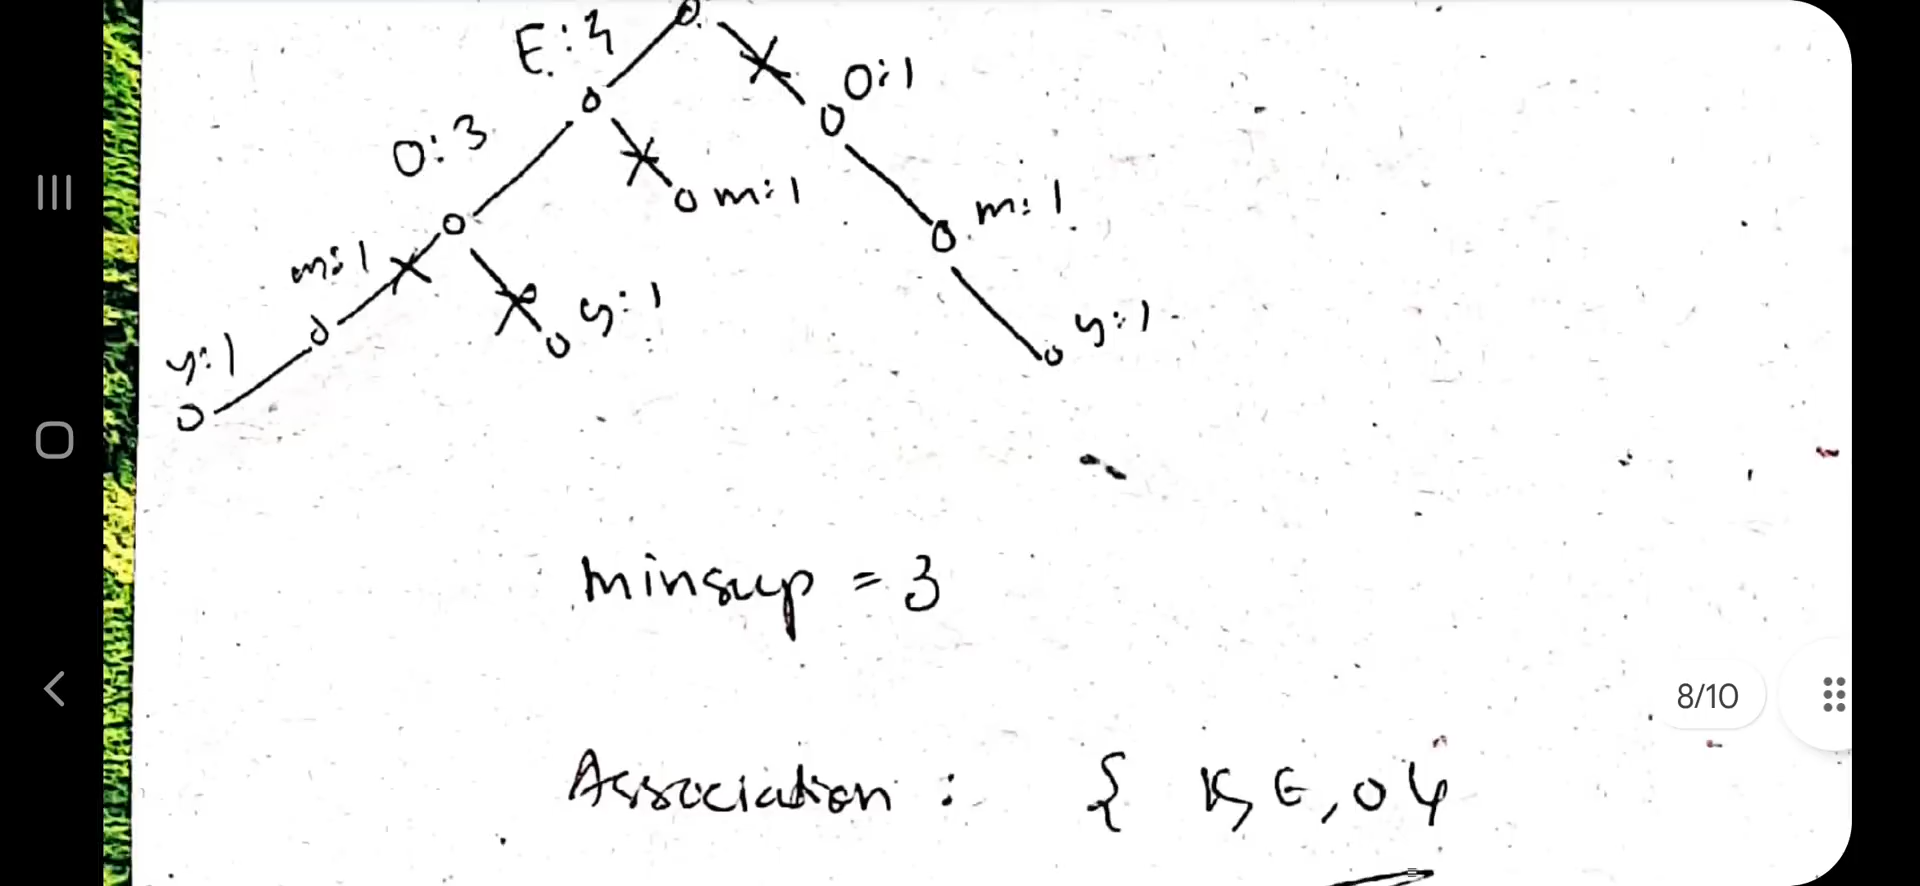 E:4
O:1
O:3
m:1
m:1
m:1
y:1
y:1
y:1
minsup = 3
8/10
Association : { K, E, O }